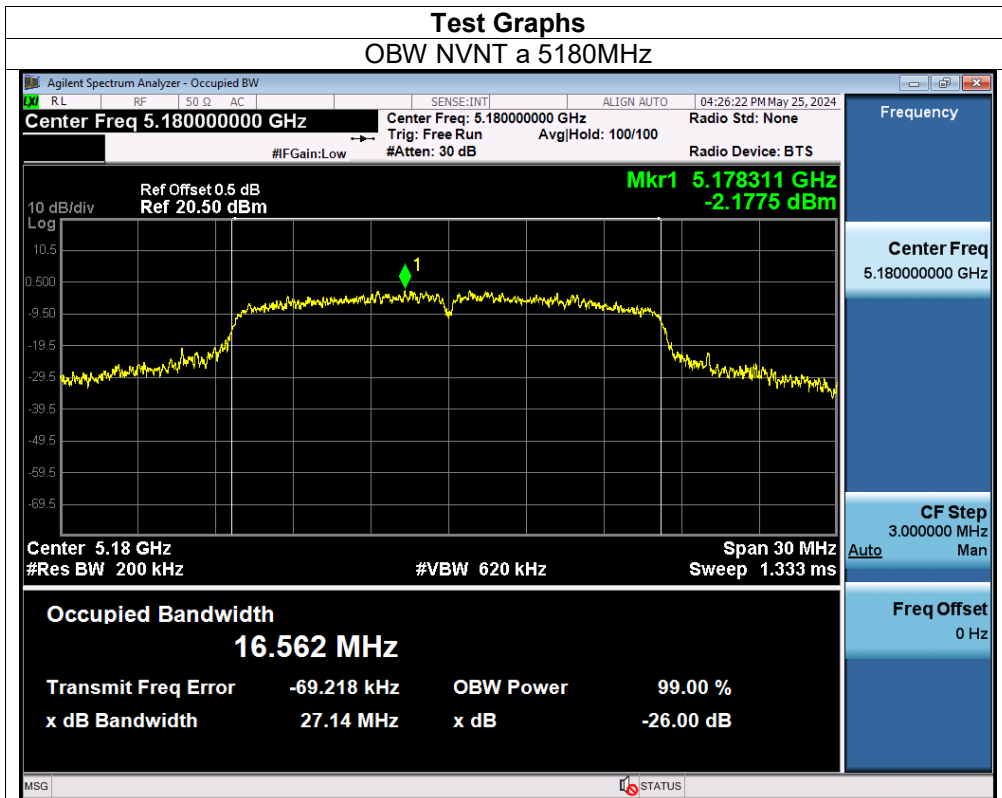 Test Graphs
OBW NVNT a 5180MHz
Agilent Spectrum Analyzer - Occupied BW
LXI RL RF 50 Ω AC SENSE:INT ALIGN AUTO 04:26:22 PM May 25, 2024
Center Freq 5.180000000 GHz Center Freq: 5.180000000 GHz Radio Std: None
Trig: Free Run Avg|Hold: 100/100
#IFGain:Low #Atten: 30 dB Radio Device: BTS
Frequency
Mkr1 5.178311 GHz
-2.1775 dBm
Ref Offset 0.5 dB
10 dB/div Ref 20.50 dBm
Log
10.5
0.500
-9.50
-19.5
-29.5
-39.5
-49.5
-59.5
-69.5
1
Center Freq
5.180000000 GHz
Center 5.18 GHz Span 30 MHz
#Res BW 200 kHz #VBW 620 kHz Sweep 1.333 ms
CF Step
3.000000 MHz
Auto Man
Freq Offset
0 Hz
Occupied Bandwidth
16.562 MHz
Transmit Freq Error -69.218 kHz OBW Power 99.00 %
x dB Bandwidth 27.14 MHz x dB -26.00 dB
MSG STATUS